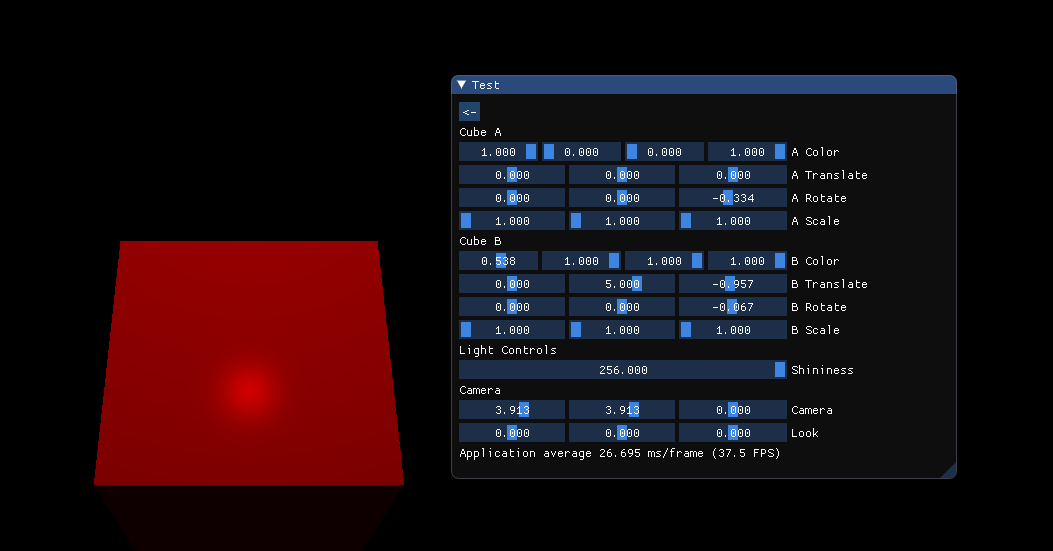 Test
<-
Cube A
1.000 0.000 0.000 1.000 A Color
0.000 0.000 0.000 A Translate
0.000 0.000 -0.334 A Rotate
1.000 1.000 1.000 A Scale
Cube B
0.538 1.000 1.000 1.000 B Color
0.000 5.000 -0.957 B Translate
0.000 0.000 -0.067 B Rotate
1.000 1.000 1.000 B Scale
Light Controls
256.000 Shininess
Camera
3.913 3.913 0.000 Camera
0.000 0.000 0.000 Look
Application average 26.695 ms/frame (37.5 FPS)